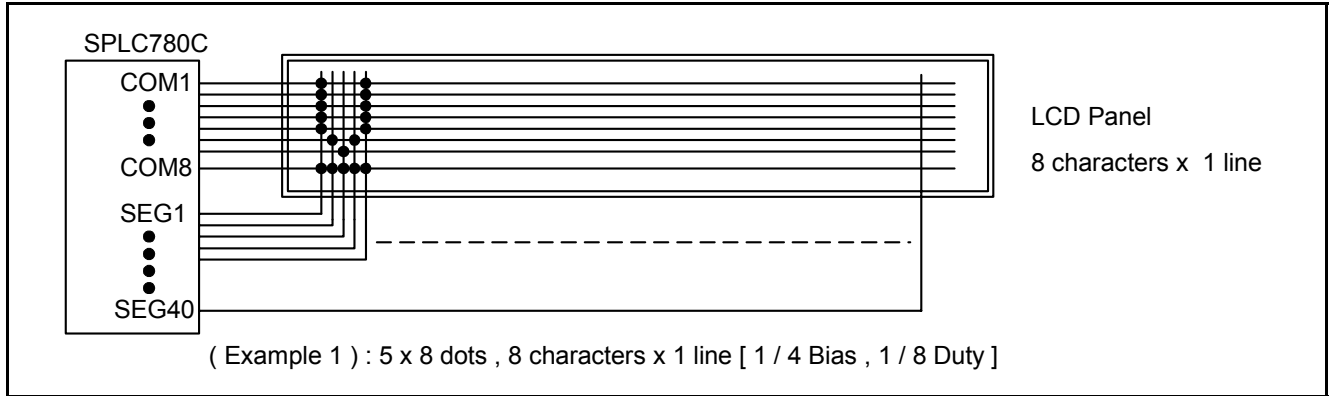 SPLC780C
COM1
COM8
SEG1
SEG40
LCD Panel
8 characters x 1 line
( Example 1 ) : 5 x 8 dots , 8 characters x 1 line [ 1 / 4 Bias , 1 / 8 Duty ]